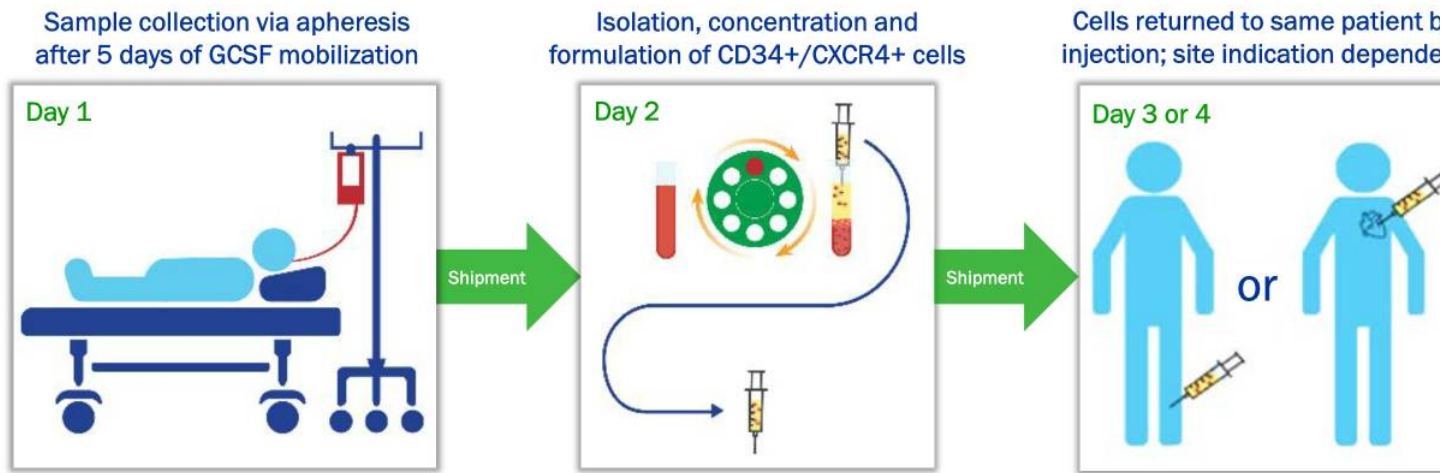 Sample collection via apheresis
after 5 days of GCSF mobilization
Day 1
Shipment
Isolation, concentration and
formulation of CD34+/CXCR4+ cells
Day 2
Shipment
Cells returned to same patient
injection; site indication
Day 3 or 4
or